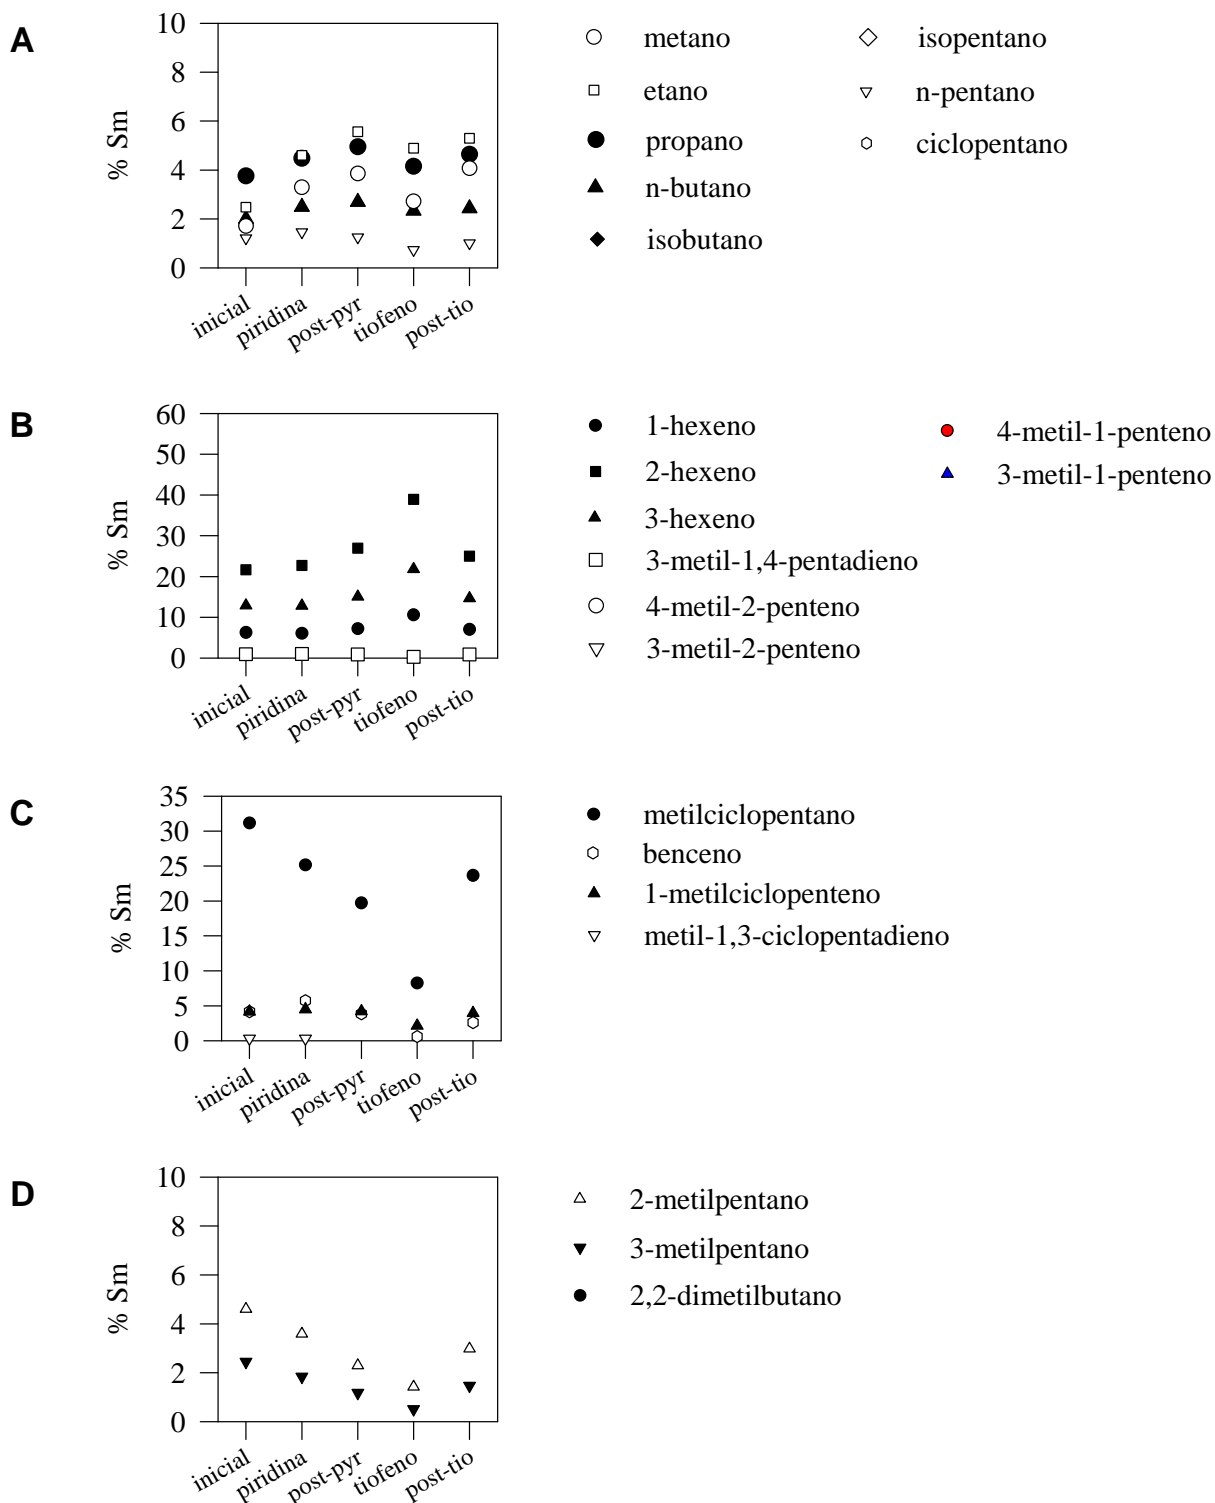 A
10
8
6
4
2
0
% Sm
inicial
piridina
post-pyr
tiofeno
post-tio
metano
etano
propano
n-butano
isobutano
isopentano
n-pentano
ciclopentano
B
60
50
40
30
20
10
0
% Sm
inicial
piridina
post-pyr
tiofeno
post-tio
1-hexeno
2-hexeno
3-hexeno
3-metil-1,4-pentadieno
4-metil-2-penteno
3-metil-2-penteno
4-metil-1-penteno
3-metil-1-penteno
C
35
30
25
20
15
10
5
0
% Sm
inicial
piridina
post-pyr
tiofeno
post-tio
metilciclopentano
benceno
1-metilciclopenteno
metil-1,3-ciclopentadieno
D
10
8
6
4
2
0
% Sm
inicial
piridina
post-pyr
tiofeno
post-tio
2-metilpentano
3-metilpentano
2,2-dimetilbutano